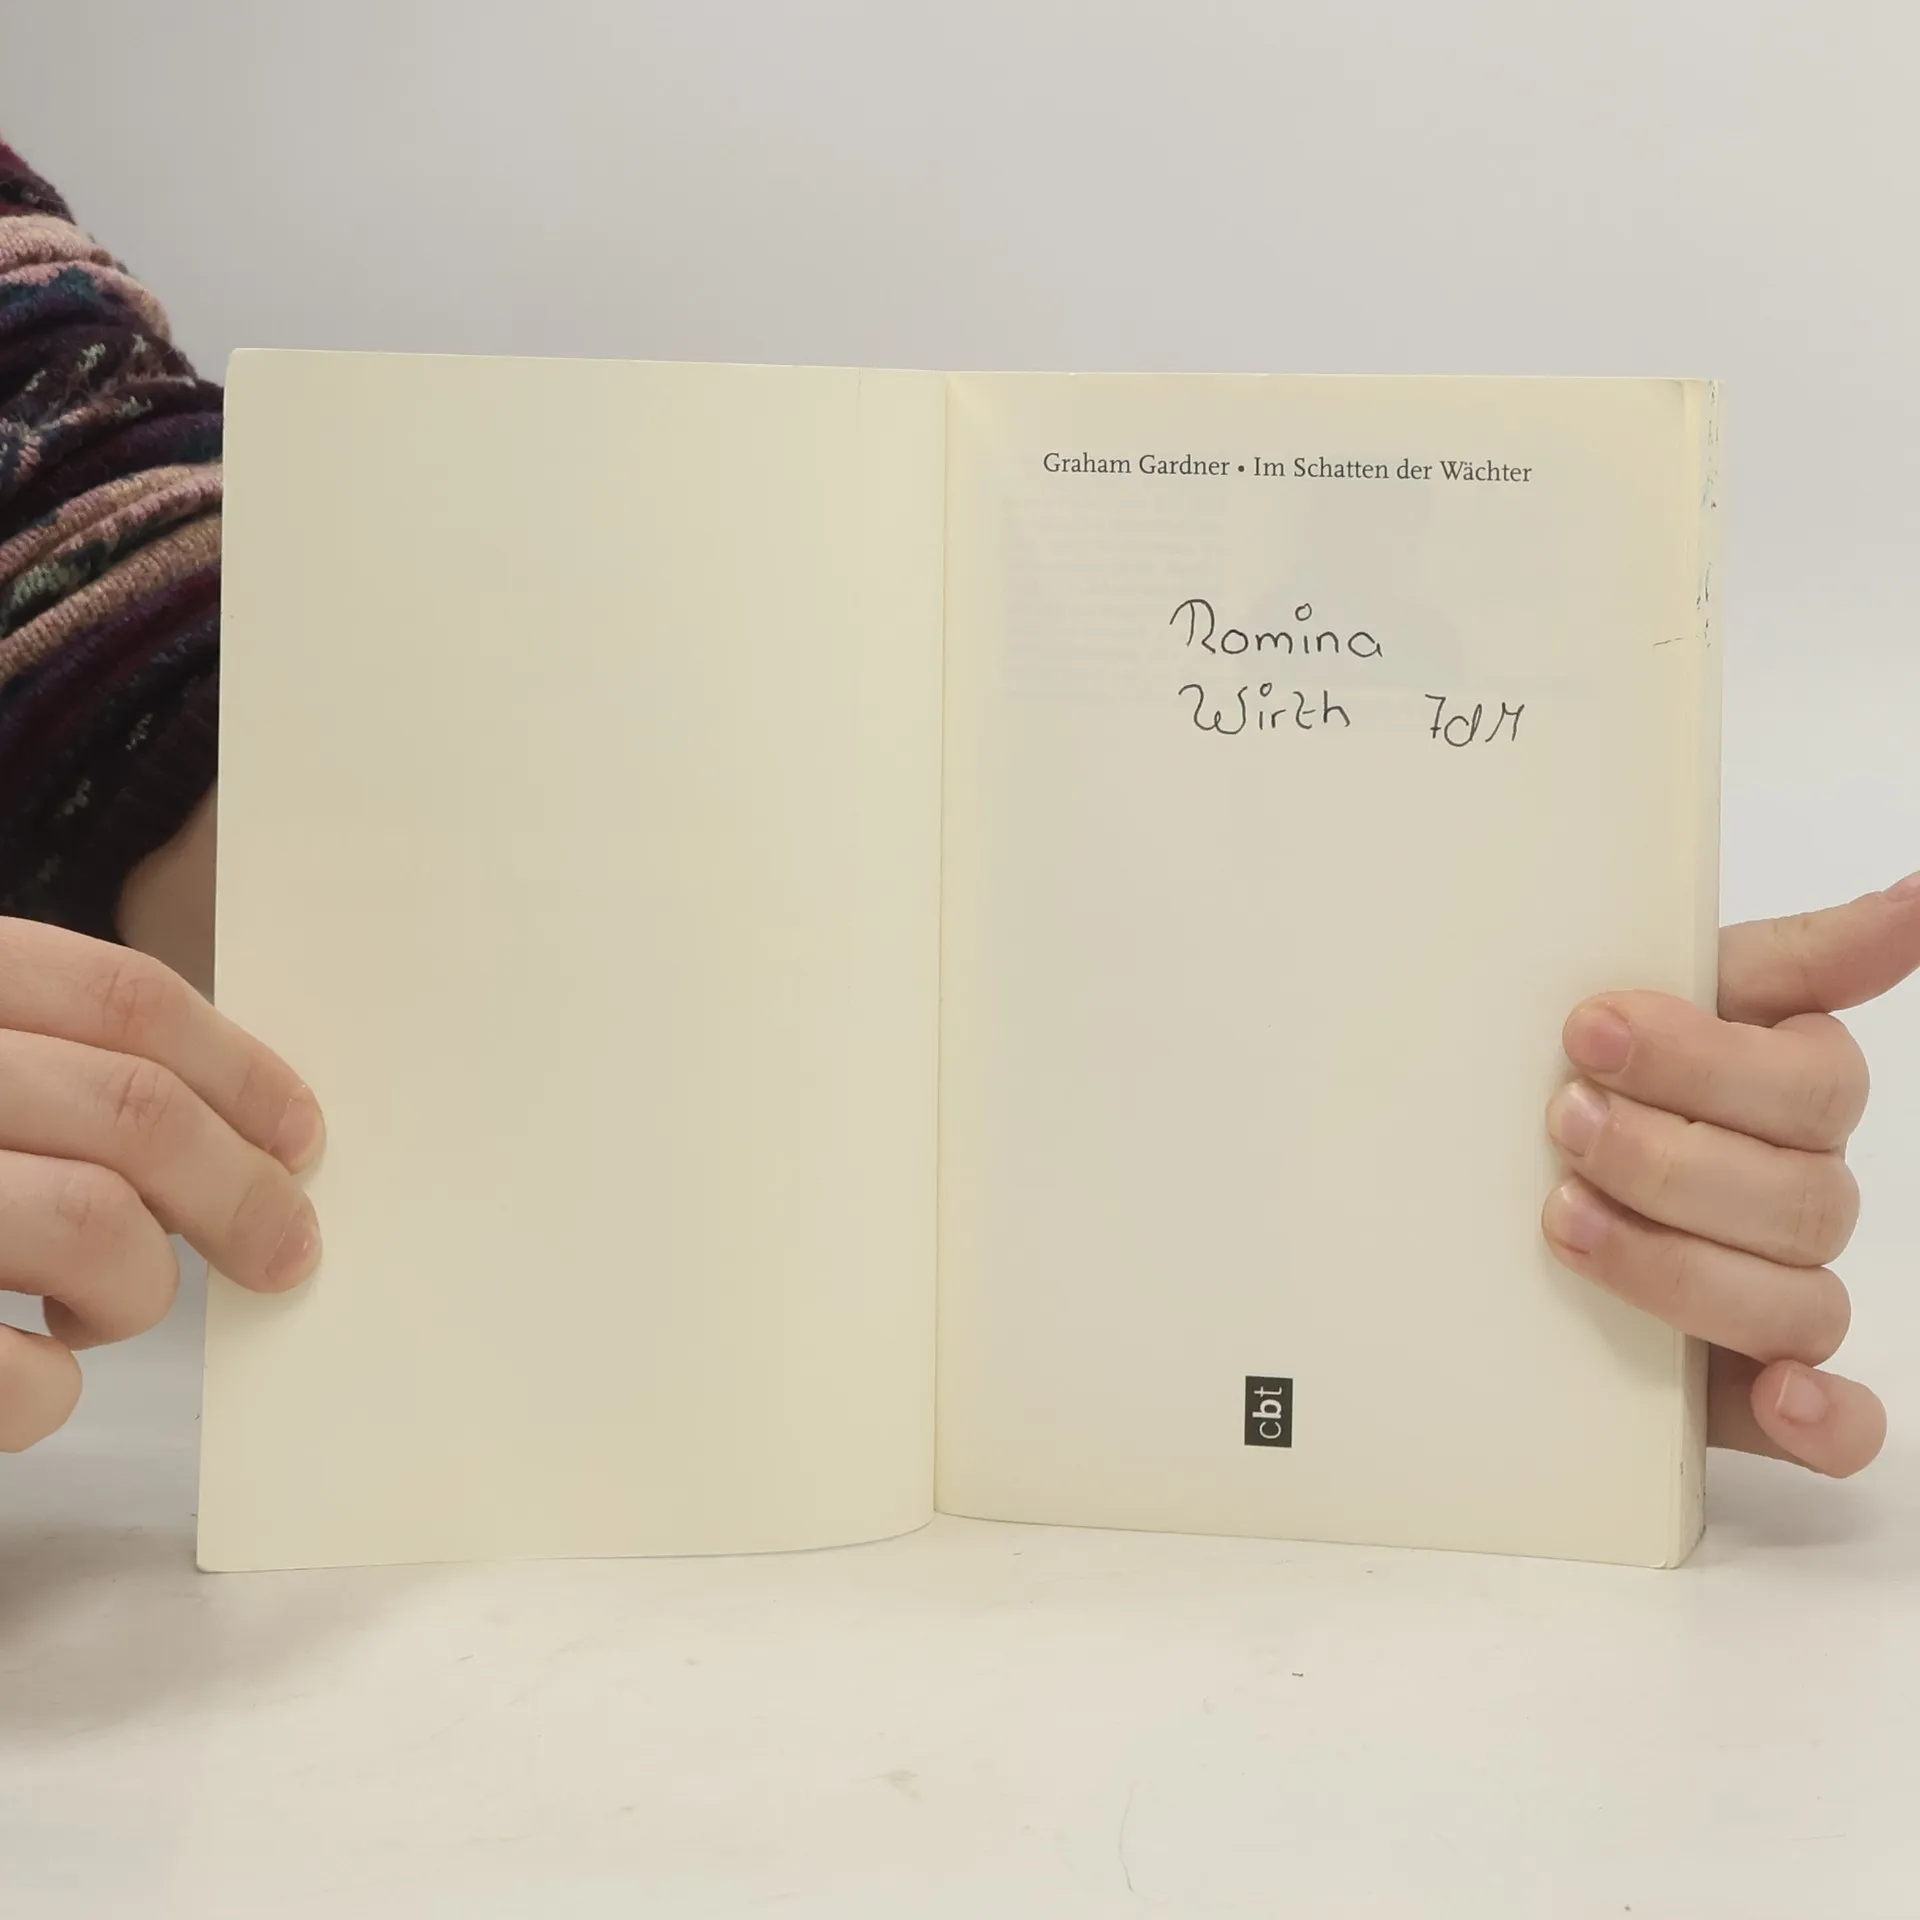 Graham Gardner • Im Schatten der Wächter
Romina
Wirth 7dM
cbt